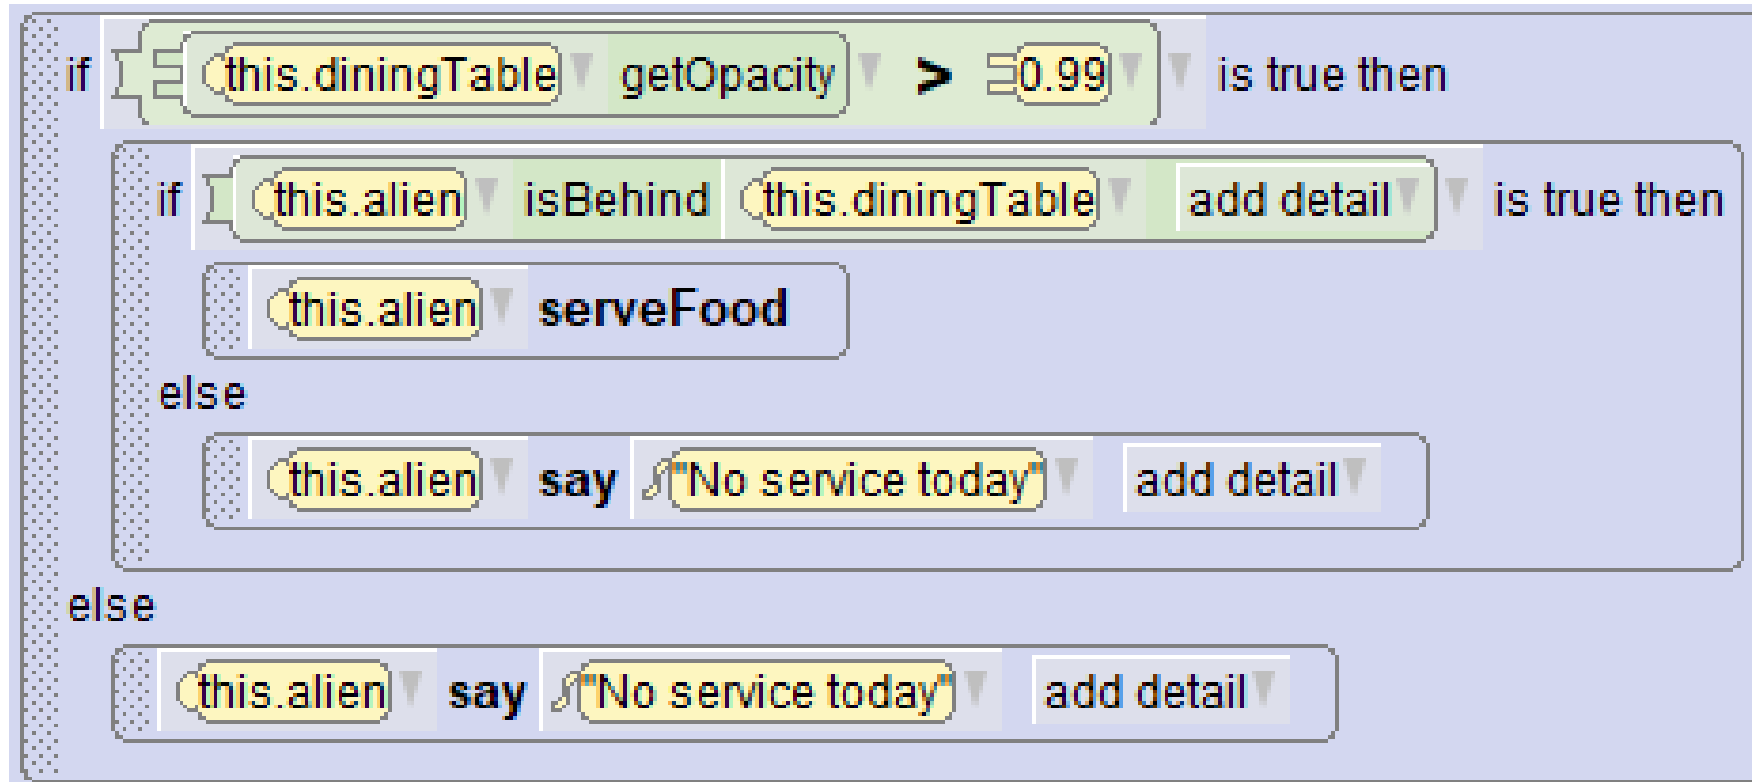 if this.diningTable getOpacity > 0.99 is true then
if this.alien isBehind this.diningTable add detail is true then
this.alien serveFood
else
this.alien say "No service today" add detail
else
this.alien say "No service today" add detail